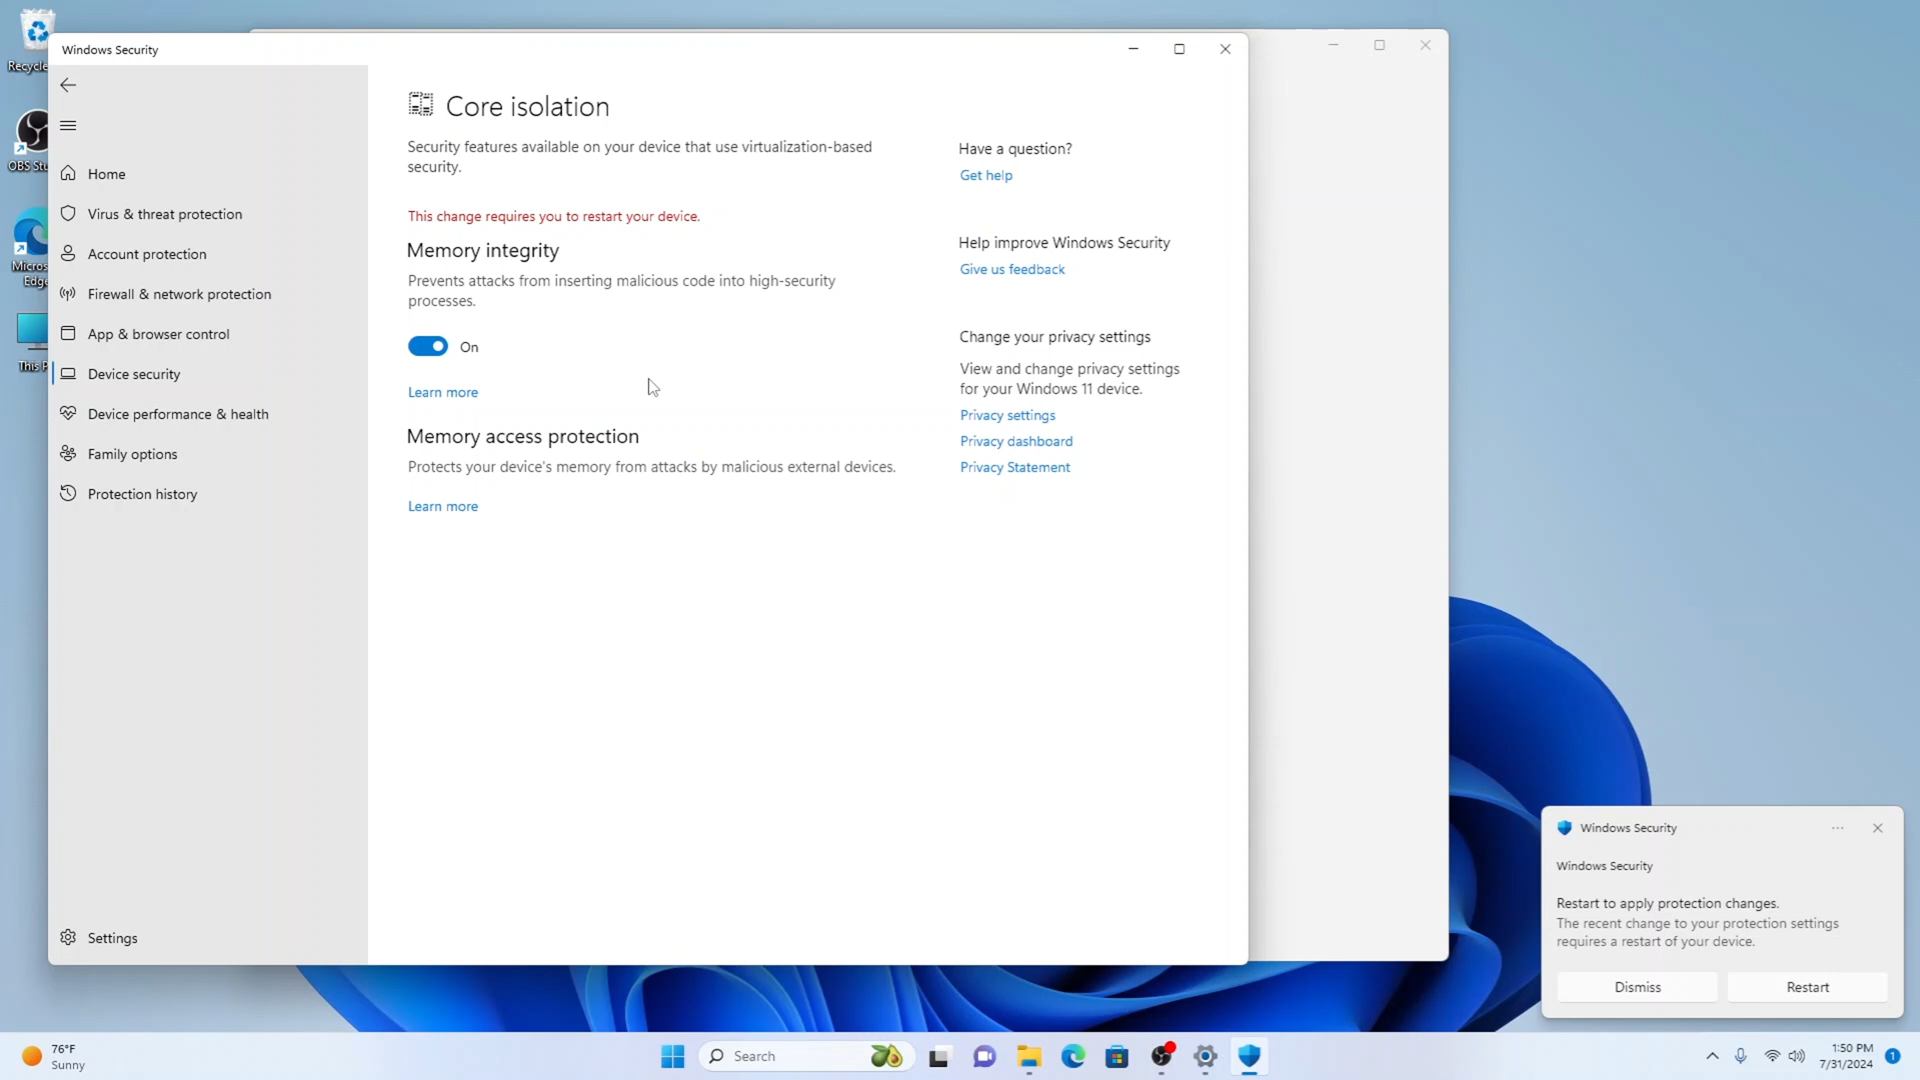 Recycle
OBS Stu
Micros
Edge
This P
Windows Security
Home
Virus & threat protection
Account protection
Firewall & network protection
App & browser control
Device security
Device performance & health
Family options
Protection history
Settings
Core isolation
Security features available on your device that use virtualization-based
security.
This change requires you to restart your device.
Memory integrity
Prevents attacks from inserting malicious code into high-security
processes.
On
Learn more
Memory access protection
Protects your device's memory from attacks by malicious external devices.
Learn more
Have a question?
Get help
Help improve Windows Security
Give us feedback
Change your privacy settings
View and change privacy settings
for your Windows 11 device.
Privacy settings
Privacy dashboard
Privacy Statement
Windows Security
Windows Security
Restart to apply protection changes.
The recent change to your protection settings
requires a restart of your device.
Dismiss
Restart
76°F
Sunny
Search
1:50 PM
7/31/2024
1